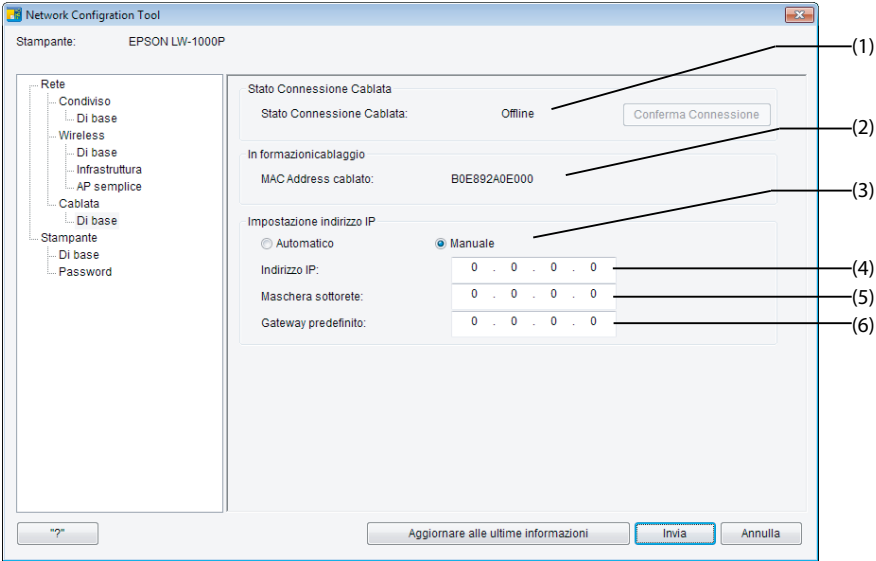 Network Configration Tool
Stampante: EPSON LW-1000P
(1)
Rete
Condiviso
Di base
Wireless
Di base
Infrastruttura
AP semplice
Cablata
Di base
Stampante
Di base
Password
Stato Connessione Cablata
Stato Connessione Cablata: Offline Conferma Connessione
(2)
In formazionicablaggio
MAC Address cablato: B0E892A0E000
(3)
Impostazione indirizzo IP
Automatico Manuale
Indirizzo IP: 0 . 0 . 0 . 0 (4)
Maschera sottorete: 0 . 0 . 0 . 0 (5)
Gateway predefinito: 0 . 0 . 0 . 0 (6)
"?" Aggiornare alle ultime informazioni Invia Annulla